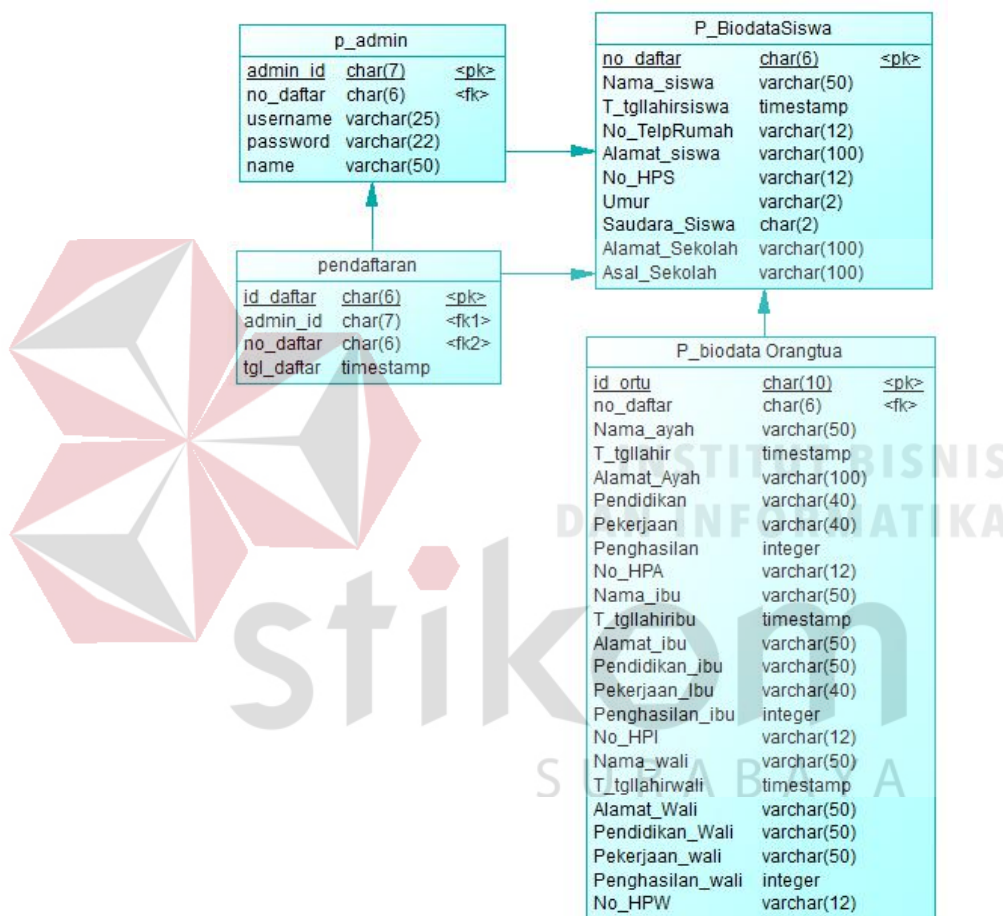 p_admin
admin_id char(7) <pk>
no_daftar char(6) <fk>
username varchar(25)
password varchar(22)
name varchar(50)
P_BiodataSiswa
no_daftar char(6) <pk>
Nama_siswa varchar(50)
T_tgllahirsiswa timestamp
No_TelpRumah varchar(12)
Alamat_siswa varchar(100)
No_HPS varchar(12)
Umur varchar(2)
Saudara_Siswa char(2)
Alamat_Sekolah varchar(100)
Asal_Sekolah varchar(100)
pendaftaran
id_daftar char(6) <pk>
admin_id char(7) <fk1>
no_daftar char(6) <fk2>
tgl_daftar timestamp
P_biodata Orangtua
id_ortu char(10) <pk>
no_daftar char(6) <fk>
Nama_ayah varchar(50)
T_tgllahir timestamp
Alamat_Ayah varchar(100)
Pendidikan varchar(40)
Pekerjaan varchar(40)
Penghasilan integer
No_HPA varchar(12)
Nama_ibu varchar(50)
T_tgllahiribu timestamp
Alamat_ibu varchar(50)
Pendidikan_ibu varchar(50)
Pekerjaan_Ibu varchar(40)
Penghasilan_ibu integer
No_HPI varchar(12)
Nama_wali varchar(50)
T_tgllahirwali timestamp
Alamat_Wali varchar(50)
Pendidikan_Wali varchar(50)
Pekerjaan_wali varchar(50)
Penghasilan_wali integer
No_HPW varchar(12)
INSTITUT BISNIS
DAN INFORMATIKA
stikom
SURABAYA